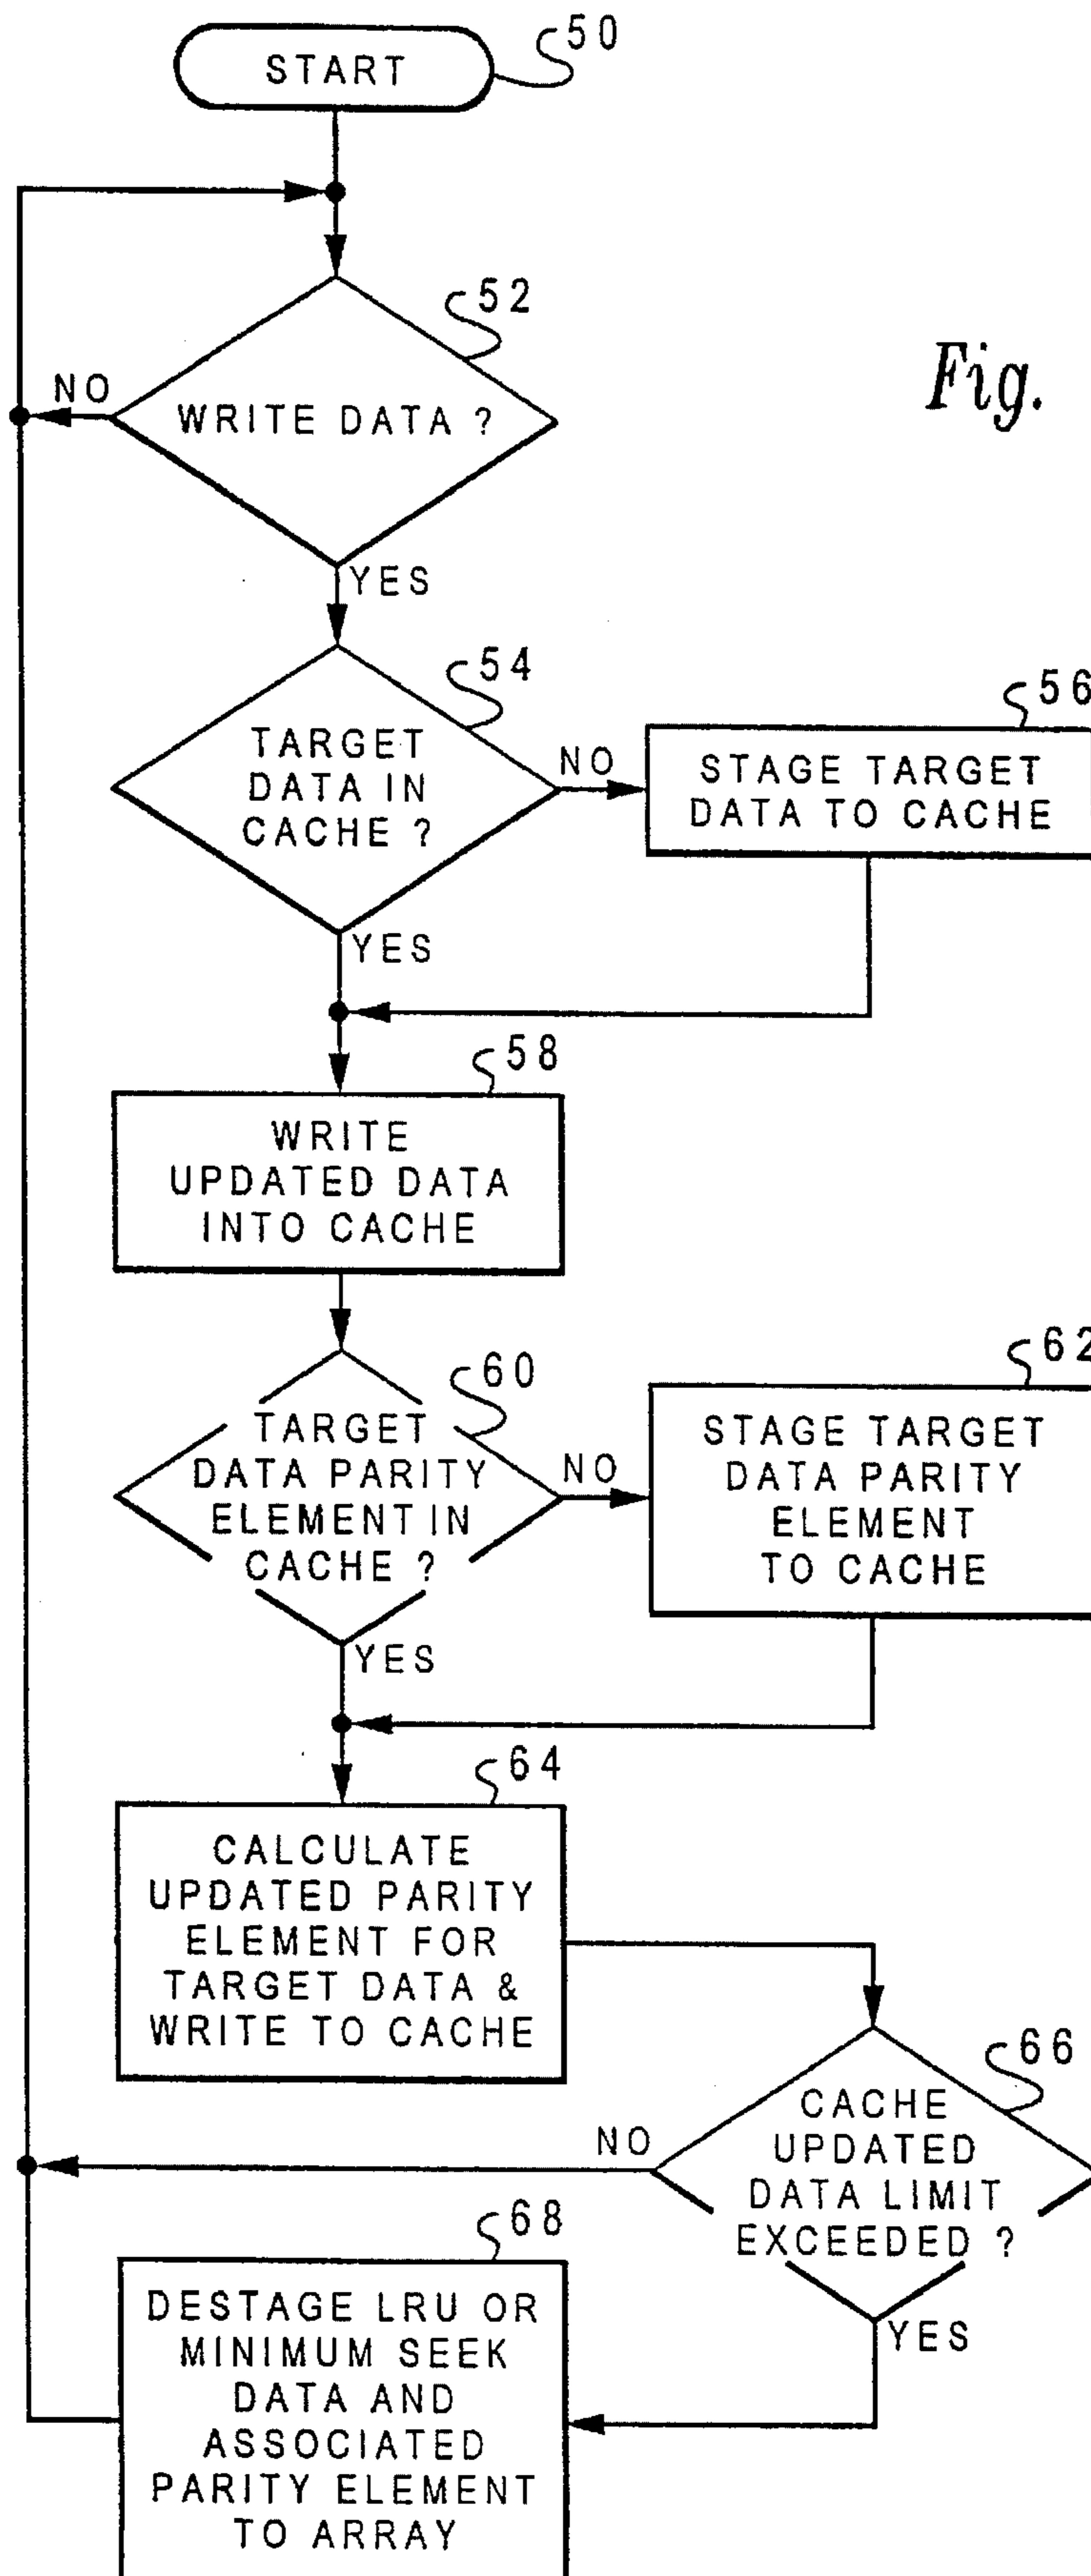 START
50
52
Fig.
NO
WRITE DATA ?
YES
54
56
TARGET
DATA IN
CACHE ?
NO
STAGE TARGET
DATA TO CACHE
YES
58
WRITE
UPDATED DATA
INTO CACHE
60
62
TARGET
DATA PARITY
ELEMENT IN
CACHE ?
NO
STAGE TARGET
DATA PARITY
ELEMENT
TO CACHE
YES
64
CALCULATE
UPDATED PARITY
ELEMENT FOR
TARGET DATA &
WRITE TO CACHE
66
NO
CACHE
UPDATED
DATA LIMIT
EXCEEDED ?
YES
68
DESTAGE LRU OR
MINIMUM SEEK
DATA AND
ASSOCIATED
PARITY ELEMENT
TO ARRAY